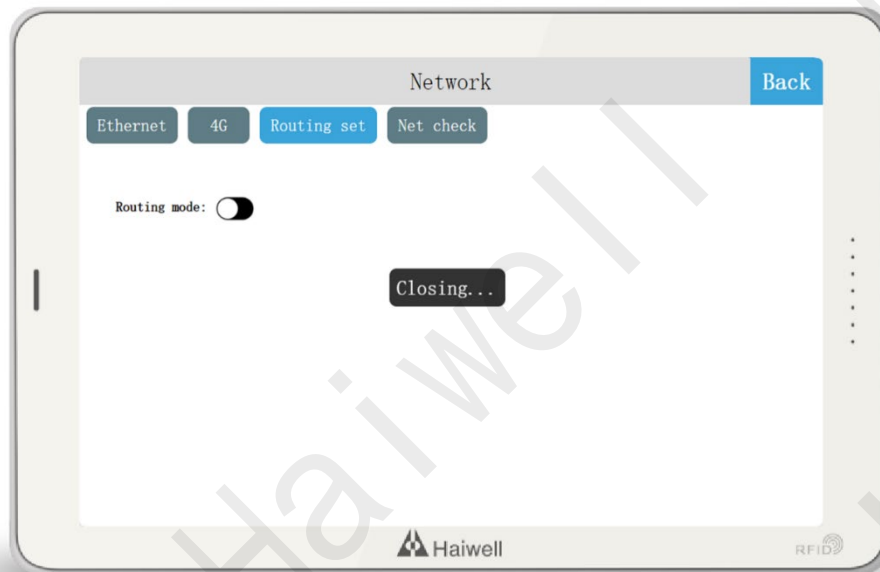 Network
Back
Ethernet
4G
Routing set
Net check
Routing mode:
Closing...
Haiwell
RFID
Haiwell